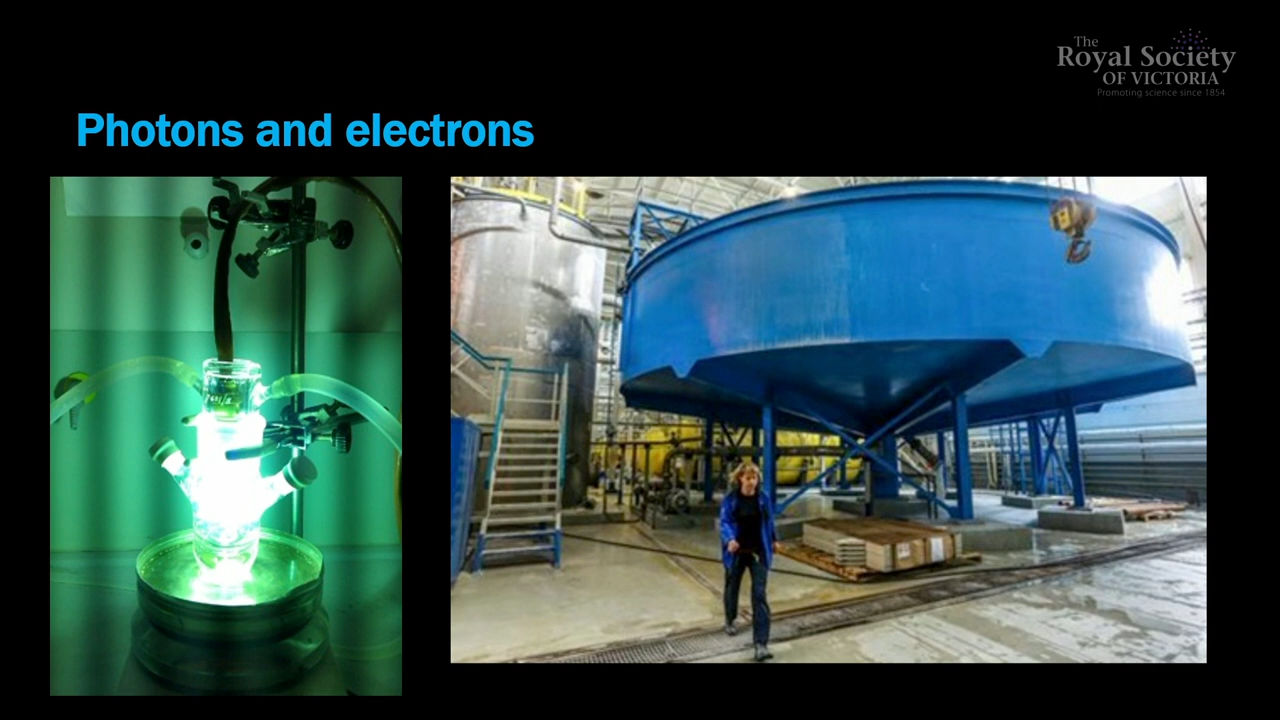 The
Royal Society
OF VICTORIA
Promoting science since 1854
Photons and electrons